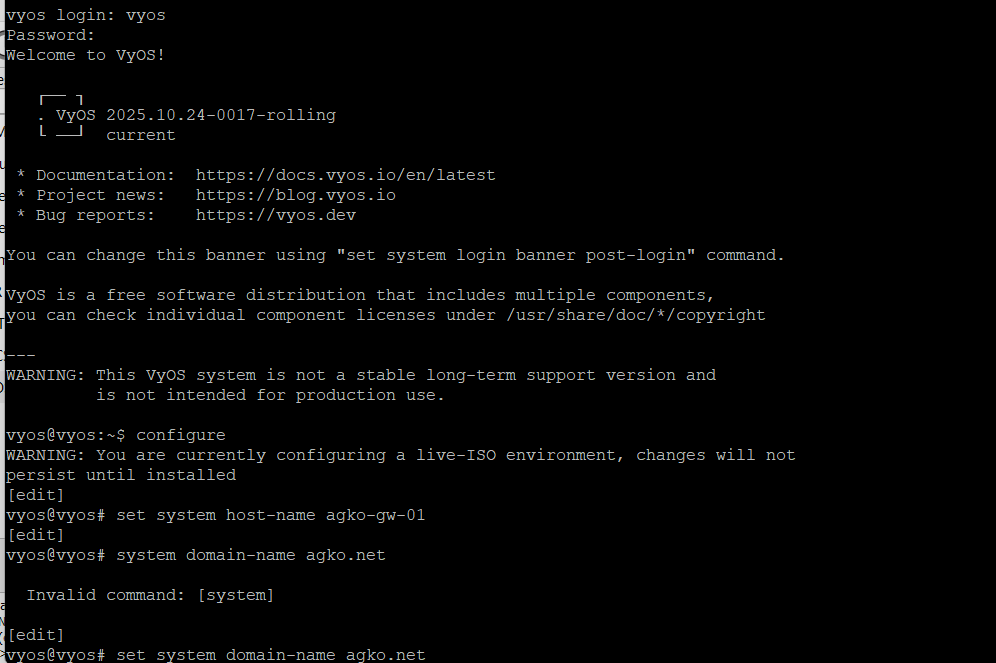 vyos login: vyos
Password:
Welcome to VyOS!
. VyOS 2025.10.24-0017-rolling
current
* Documentation:  https://docs.vyos.io/en/latest
* Project news:   https://blog.vyos.io
* Bug reports:    https://vyos.dev
You can change this banner using "set system login banner post-login" command.
VyOS is a free software distribution that includes multiple components,
you can check individual component licenses under /usr/share/doc/*/copyright
---
WARNING: This VyOS system is not a stable long-term support version and
is not intended for production use.
vyos@vyos:~$ configure
WARNING: You are currently configuring a live-ISO environment, changes will not
persist until installed
[edit]
vyos@vyos# set system host-name agko-gw-01
[edit]
vyos@vyos# system domain-name agko.net
Invalid command: [system]
[edit]
vyos@vyos# set system domain-name agko.net